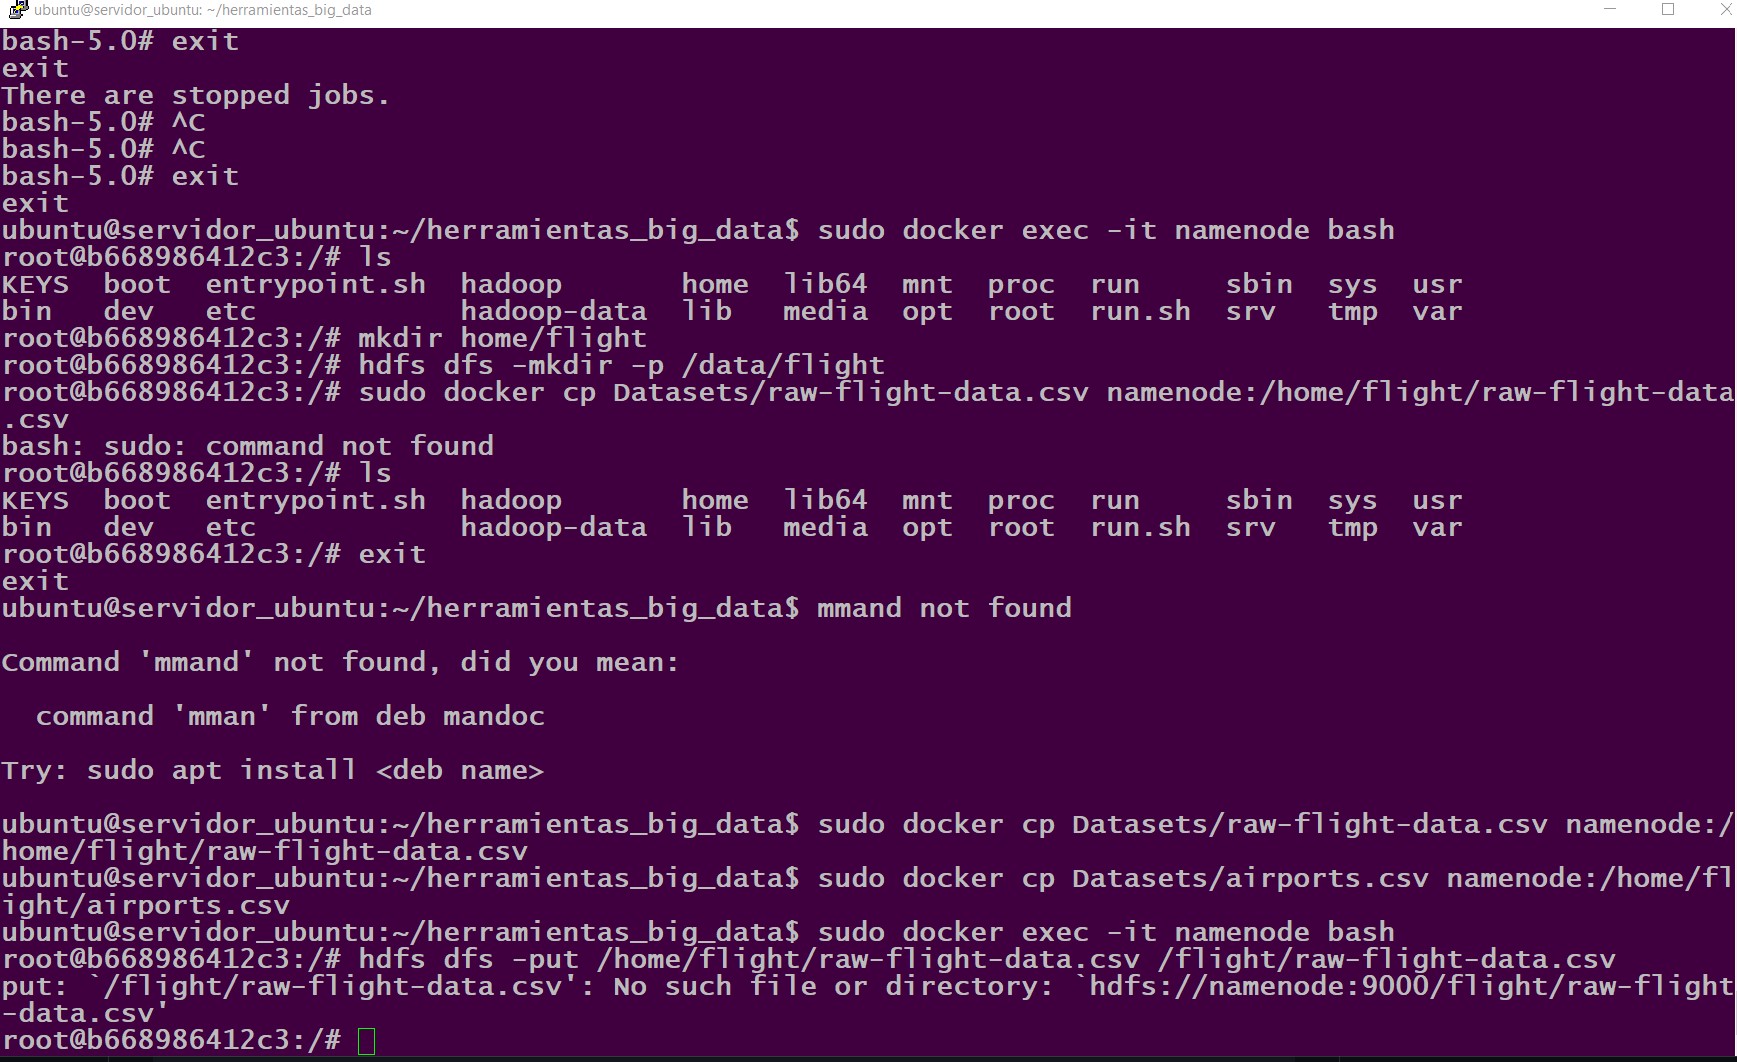 ubuntu@servidor_ubuntu: ~/herramientas_big_data
bash-5.0# exit
exit
There are stopped jobs.
bash-5.0# ^C
bash-5.0# ^C
bash-5.0# exit
exit
ubuntu@servidor_ubuntu:~/herramientas_big_data$ sudo docker exec -it namenode bash
root@b668986412c3:/# ls
KEYS  boot  entrypoint.sh  hadoop       home  lib64  mnt  proc  run     sbin  sys  usr
bin   dev   etc            hadoop-data  lib   media  opt  root  run.sh  srv   tmp  var
root@b668986412c3:/# mkdir home/flight
root@b668986412c3:/# hdfs dfs -mkdir -p /data/flight
root@b668986412c3:/# sudo docker cp Datasets/raw-flight-data.csv namenode:/home/flight/raw-flight-data
.csv
bash: sudo: command not found
root@b668986412c3:/# ls
KEYS  boot  entrypoint.sh  hadoop       home  lib64  mnt  proc  run     sbin  sys  usr
bin   dev   etc            hadoop-data  lib   media  opt  root  run.sh  srv   tmp  var
root@b668986412c3:/# exit
exit
ubuntu@servidor_ubuntu:~/herramientas_big_data$ mmand not found
Command 'mmand' not found, did you mean:
  command 'mman' from deb mandoc
Try: sudo apt install <deb name>
ubuntu@servidor_ubuntu:~/herramientas_big_data$ sudo docker cp Datasets/raw-flight-data.csv namenode:/
home/flight/raw-flight-data.csv
ubuntu@servidor_ubuntu:~/herramientas_big_data$ sudo docker cp Datasets/airports.csv namenode:/home/fl
ight/airports.csv
ubuntu@servidor_ubuntu:~/herramientas_big_data$ sudo docker exec -it namenode bash
root@b668986412c3:/# hdfs dfs -put /home/flight/raw-flight-data.csv /flight/raw-flight-data.csv
put: `/flight/raw-flight-data.csv': No such file or directory: `hdfs://namenode:9000/flight/raw-flight
-data.csv'
root@b668986412c3:/#